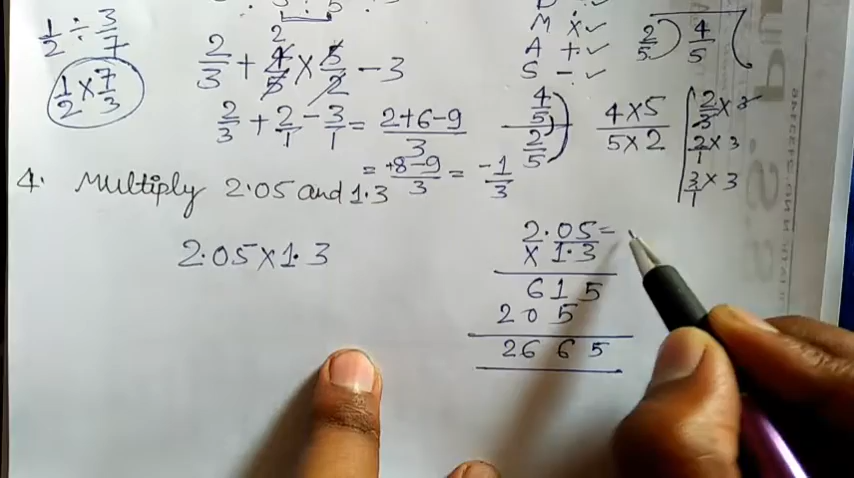 M ×✓
A +✓
S -✓
1/2 ÷ 3/7
1/2 × 7/3
2
2/3 + 4/5 × 5/2 - 3
2/3 + 2/1 - 3/1 = 2+6-9/3
= +8-9/3 = -1/3
2/5 ) 4/5
4/5
2/5
4×5/5×2
2/3 × 3
2/1 × 3
3/1 × 3
4. Multiply 2.05 and 1.3
2.05×1.3
2.05=
× 1.3
615
205
2665